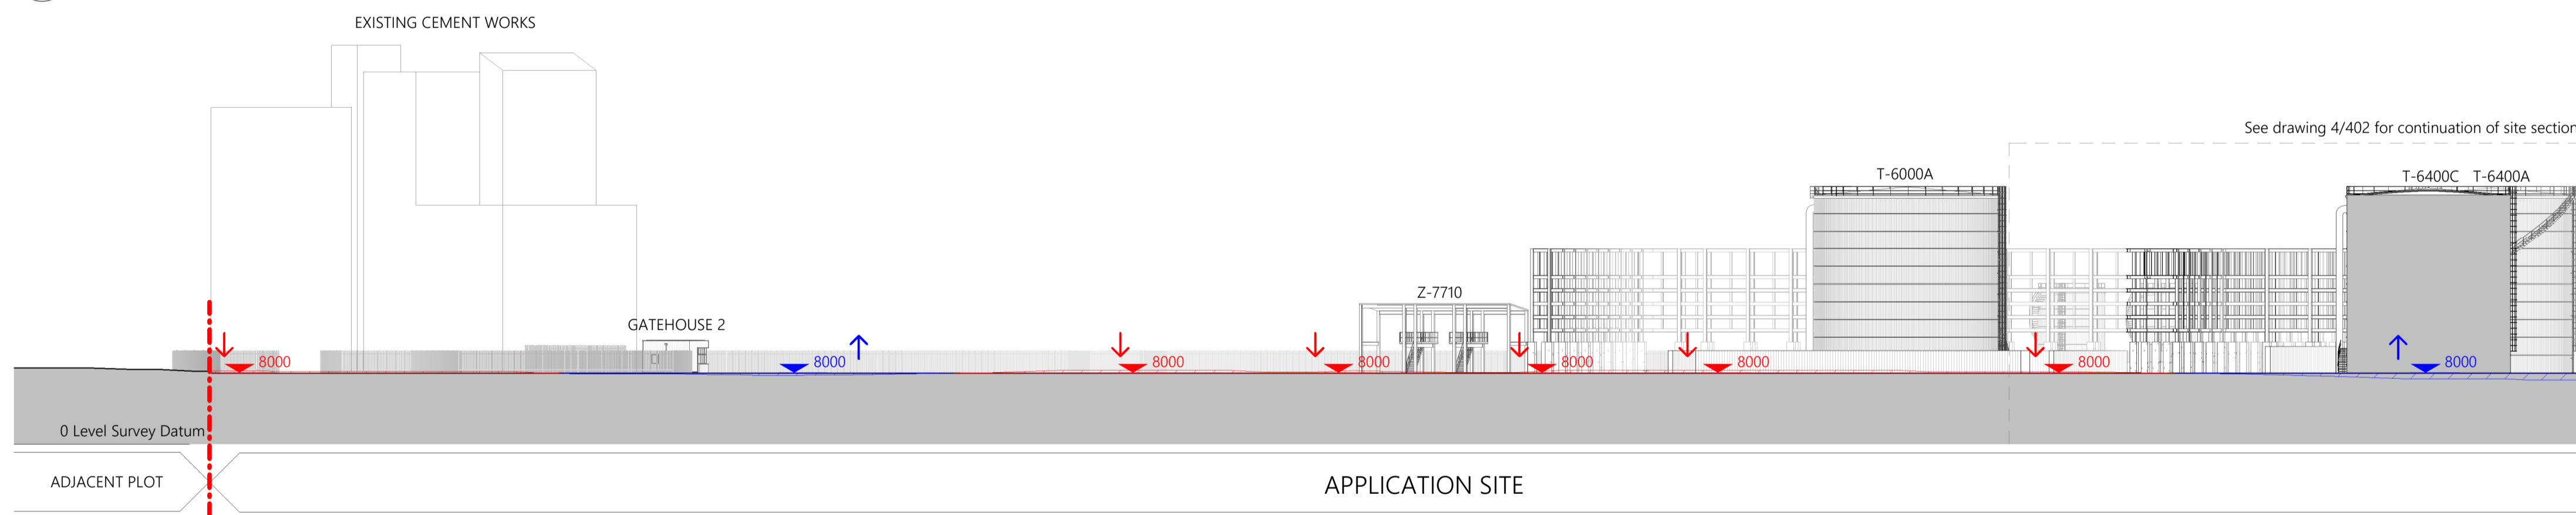 EXISTING CEMENT WORKS
See drawing 4/402 for continuation of site section
T-6000A
T-6400C T-6400A
Z-7710
GATEHOUSE 2
8000
8000
8000
8000
8000
8000
8000
8000
0 Level Survey Datum
ADJACENT PLOT
APPLICATION SITE